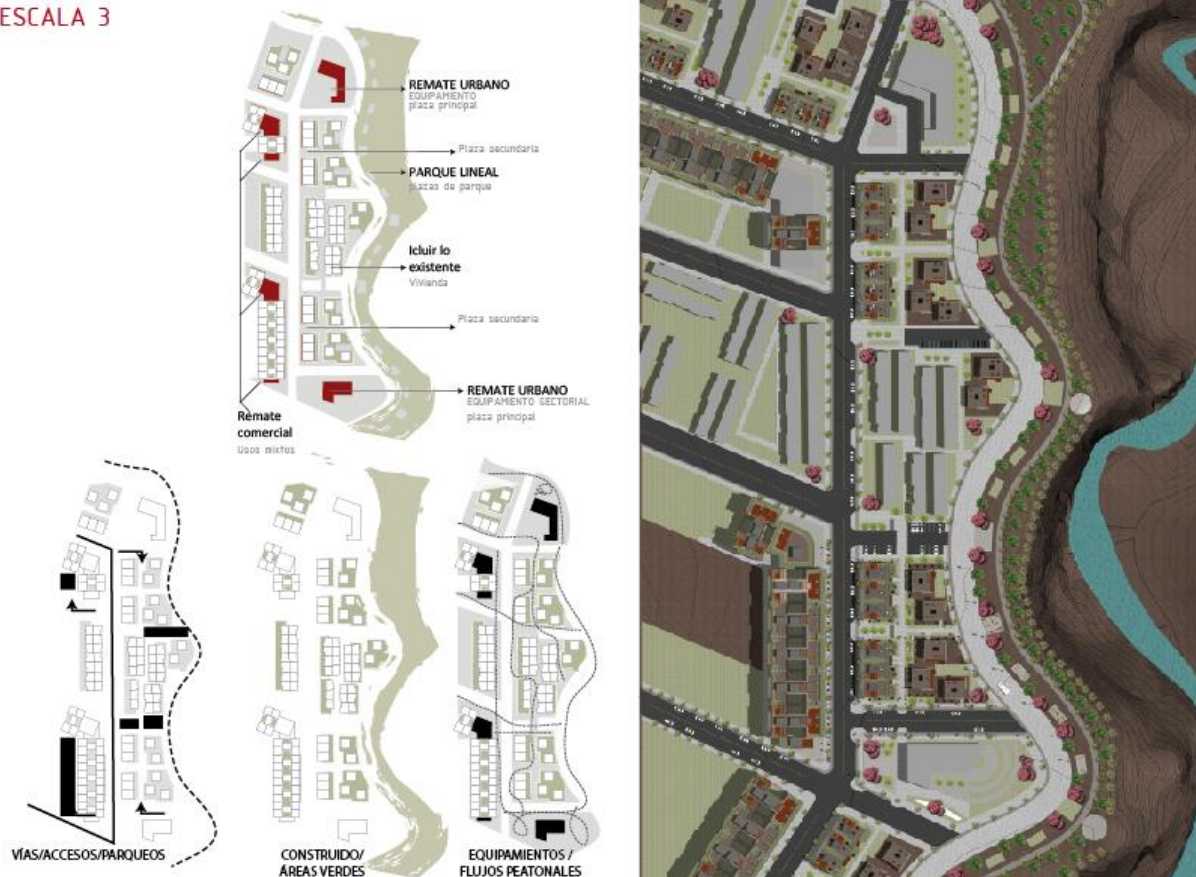 ESCALA 3
REMATE URBANO
EQUIPAMIENTO
plaza principal
Plaza secundaria
PARQUE LINEAL
plazas de parque
Icluir lo
existente
Vivienda
Plaza secundaria
REMATE URBANO
EQUIPAMIENTO SECTORIAL
plaza principal
Remate
comercial
Usos mixtos
VÍAS/ACCESOS/PARQUEOS
CONSTRUIDO/
ÁREAS VERDES
EQUIPAMIENTOS /
FLUJOS PEATONALES